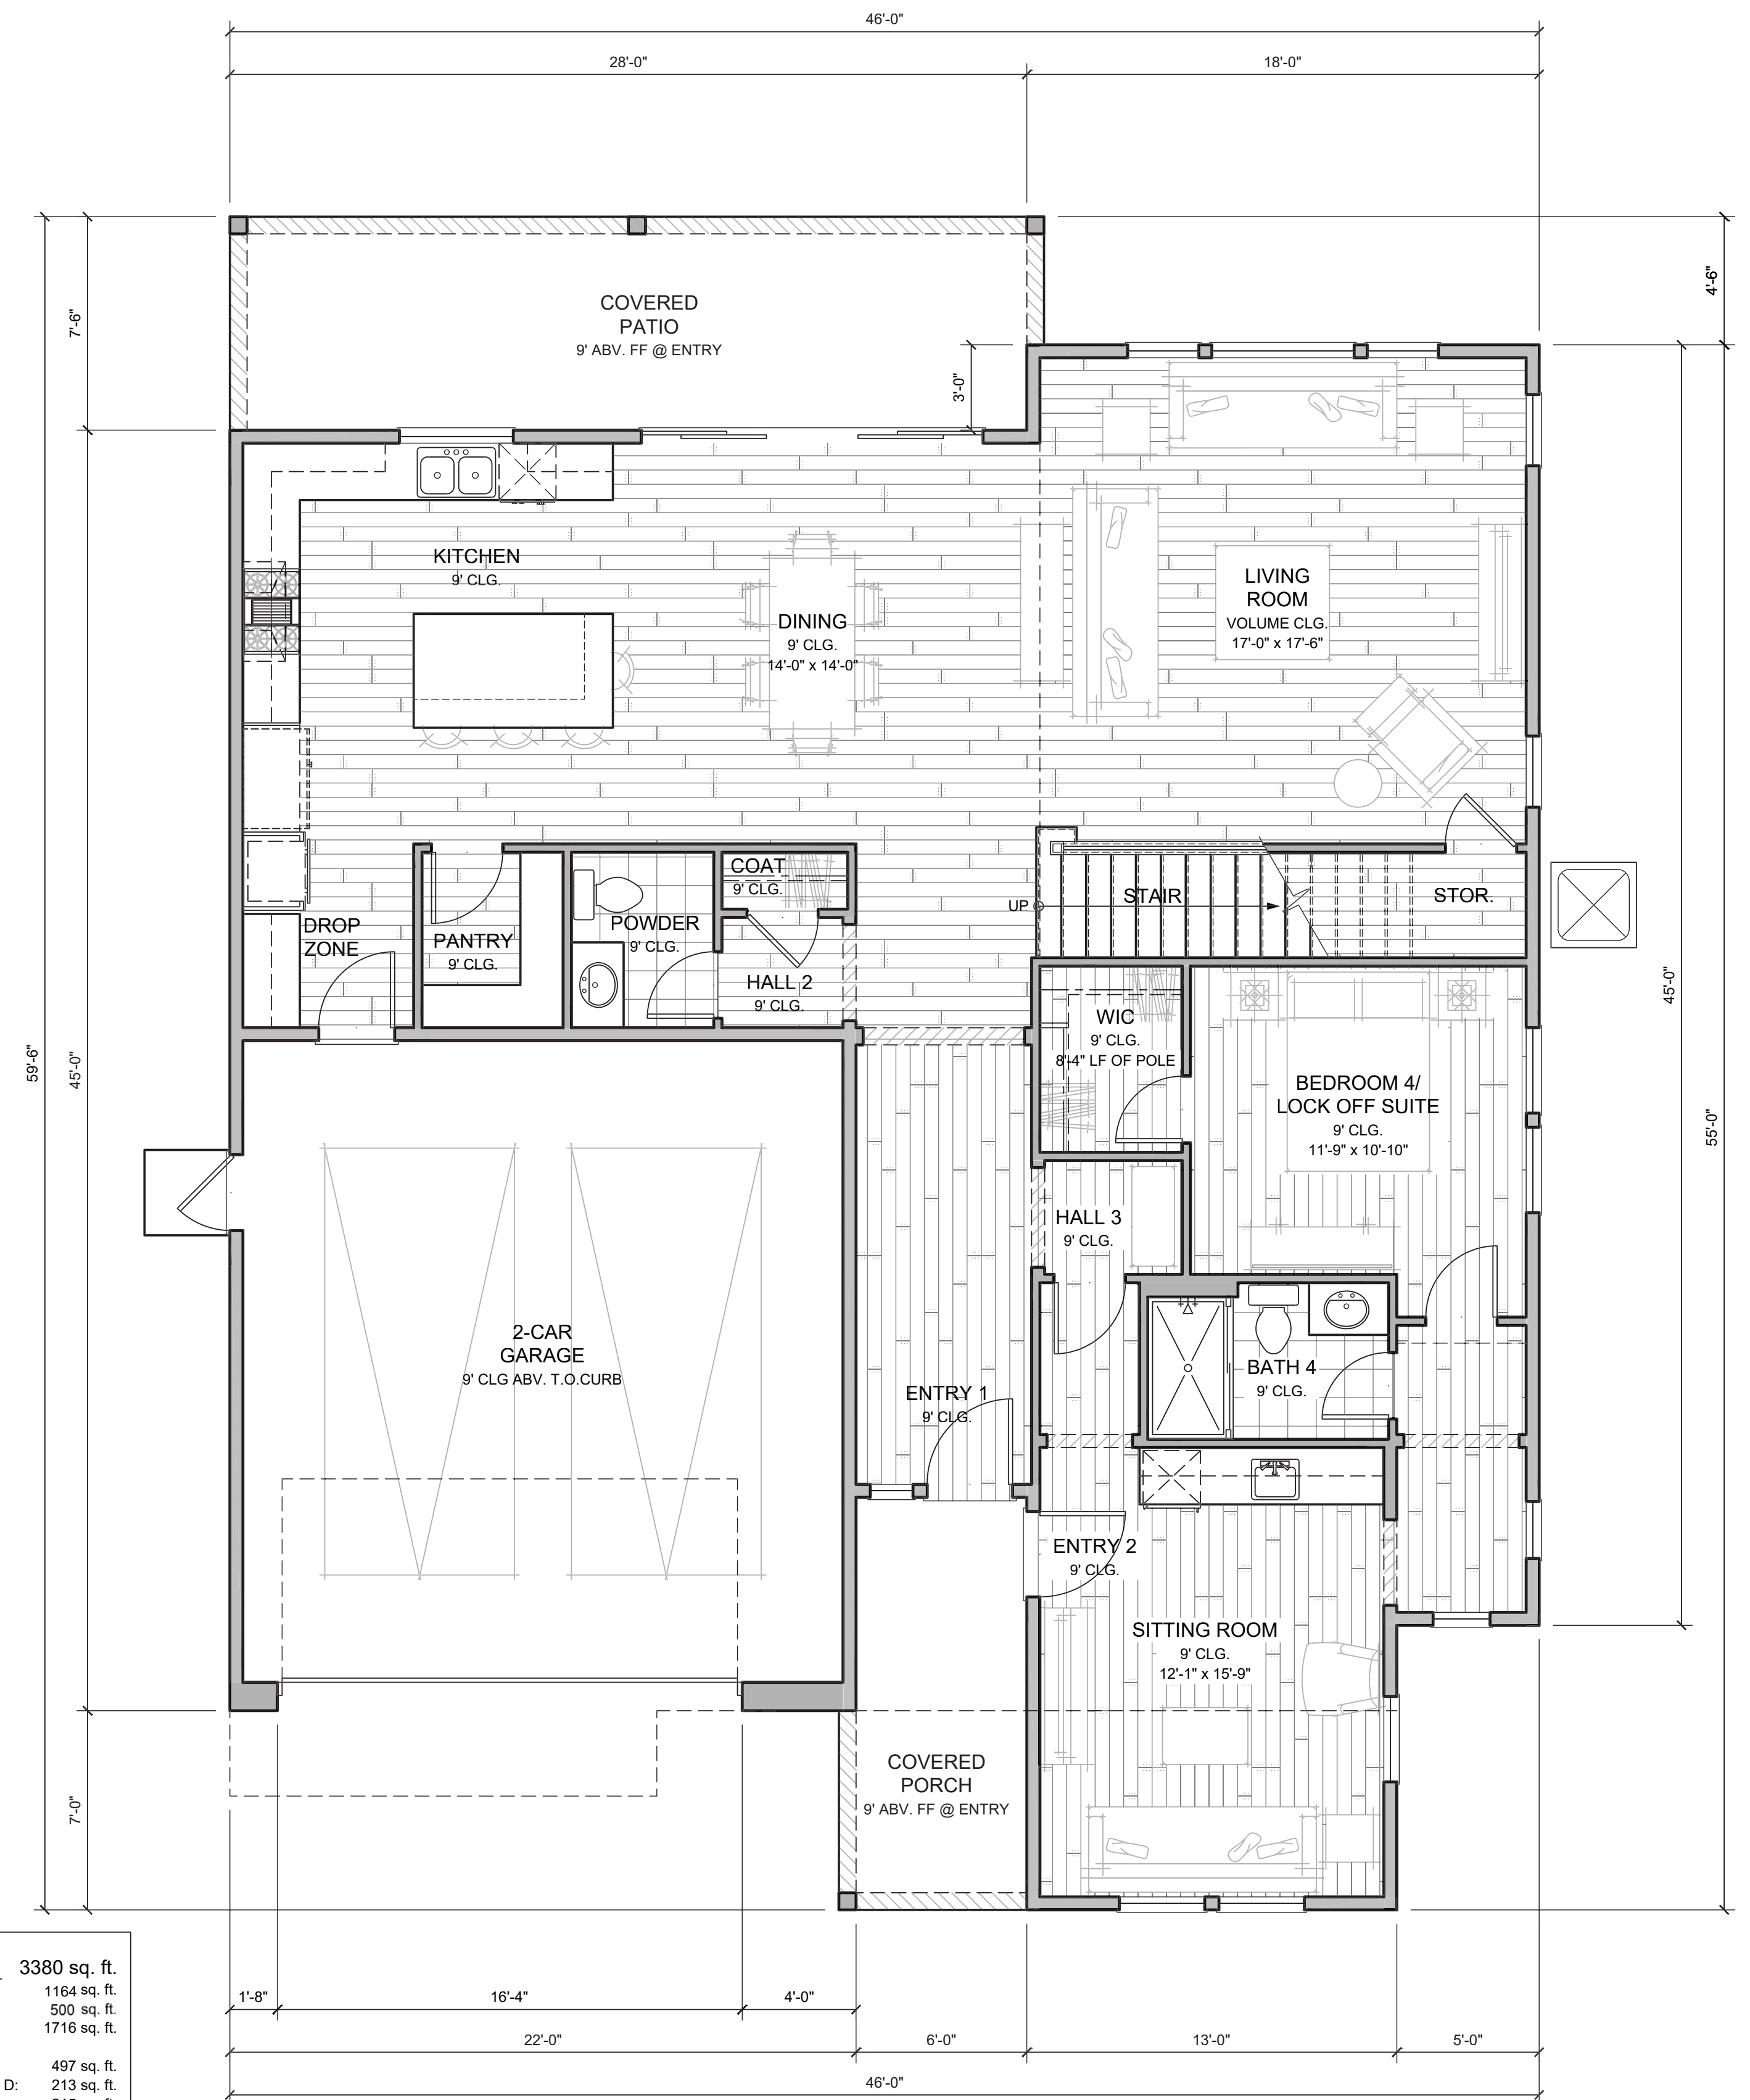 46'-0"
28'-0"
18'-0"
7'-6"
4'-6"
COVERED
PATIO
9' ABV. FF @ ENTRY
3'-0"
KITCHEN
9' CLG.
DINING
9' CLG.
14'-0" x 14'-0"
LIVING
ROOM
VOLUME CLG.
17'-0" x 17'-6"
COAT
9' CLG.
UP
STAIR
STOR.
DROP
ZONE
PANTRY
9' CLG.
POWDER
9' CLG.
HALL 2
9' CLG.
59'-6"
45'-0"
45'-0"
55'-0"
WIC
9' CLG.
8'-4" LF OF POLE
BEDROOM 4/
LOCK OFF SUITE
9' CLG.
11'-9" x 10'-10"
HALL 3
9' CLG.
2-CAR
GARAGE
9' CLG ABV. T.O.CURB
ENTRY 1
9' CLG.
BATH 4
9' CLG.
ENTRY 2
9' CLG.
SITTING ROOM
9' CLG.
12'-1" x 15'-9"
COVERED
PORCH
9' ABV. FF @ ENTRY
7'-0"
3380 sq. ft.
1164 sq. ft.
500 sq. ft.
1716 sq. ft.
497 sq. ft.
D: 213 sq. ft.
1'-8"
16'-4"
4'-0"
22'-0"
6'-0"
13'-0"
5'-0"
46'-0"